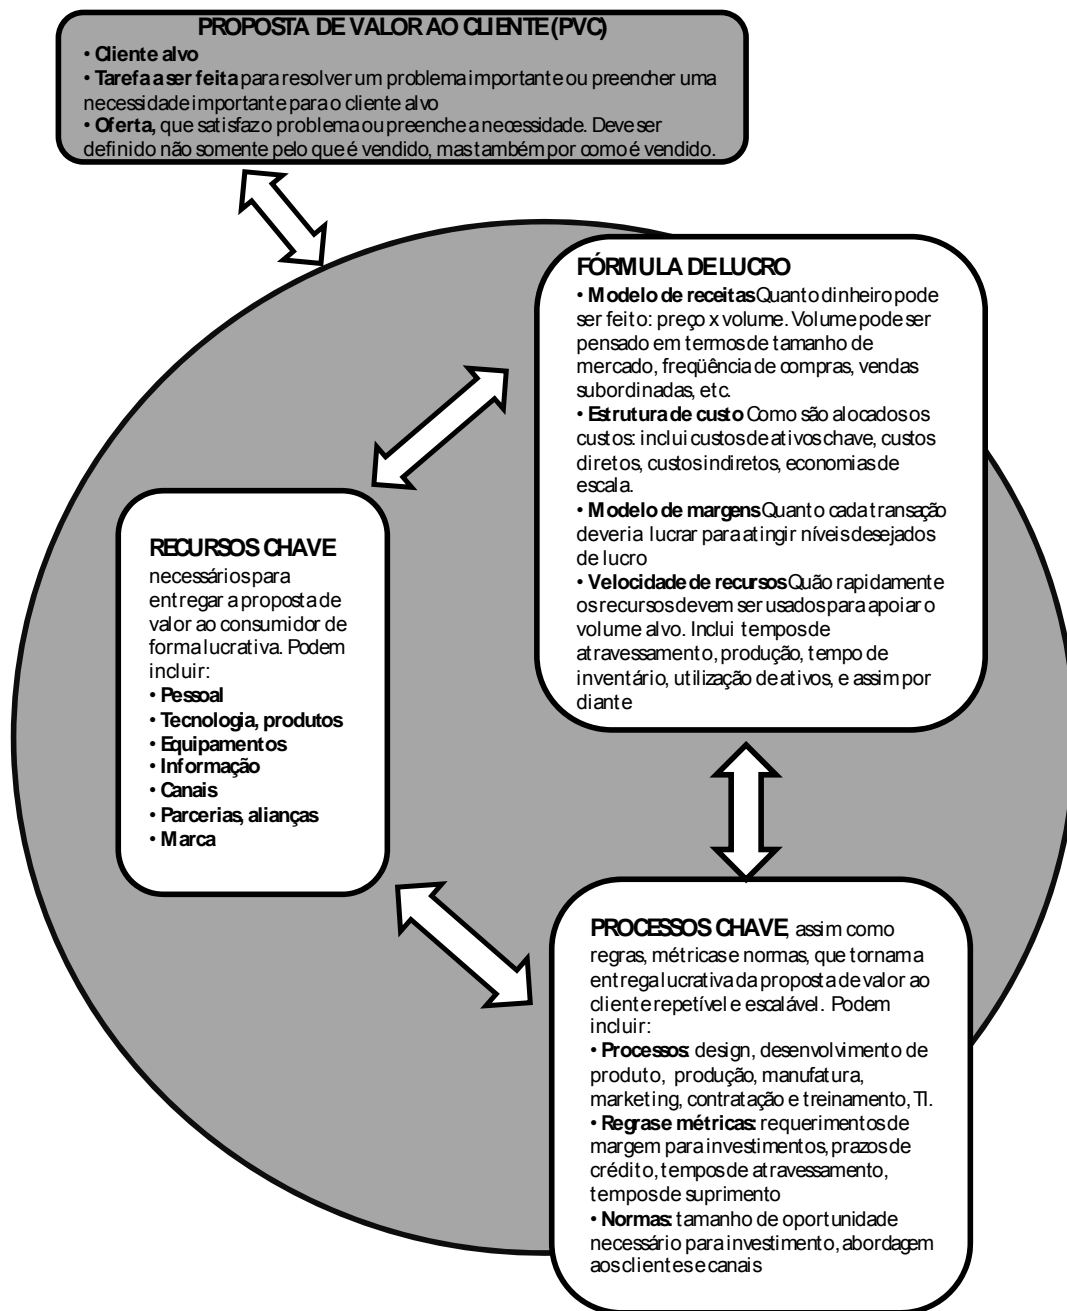 PROPOSTA DE VALOR AO CLIENTE (PVC)
• Cliente alvo
• Tarefa a ser feita para resolver um problema importante ou preencher uma
necessidade importante para o cliente alvo
• Oferta, que satisfaz o problema ou preenche a necessidade. Deve ser
definido não somente pelo que é vendido, mas também por como é vendido.
FÓRMULA DE LUCRO
• Modelo de receitas Quanto dinheiro pode
ser feito: preço x volume. Volume pode ser
pensado em termos de tamanho de
mercado, freqüência de compras, vendas
subordinadas, etc.
• Estrutura de custo Como são alocados os
custos: inclui custos de ativos chave, custos
diretos, custos indiretos, economias de
escala.
• Modelo de margens Quanto cada transação
deveria lucrar para atingir níveis desejados
de lucro
• Velocidade de recursos Quão rapidamente
os recursos devem ser usados para apoiar o
volume alvo. Inclui tempos de
atravessamento, produção, tempo de
inventário, utilização de ativos, e assim por
diante
RECURSOS CHAVE
necessários para
entregar a proposta de
valor ao consumidor de
forma lucrativa. Podem
incluir:
• Pessoal
• Tecnologia, produtos
• Equipamentos
• Informação
• Canais
• Parcerias, alianças
• Marca
PROCESSOS CHAVE, assim como
regras, métricas e normas, que tornam a
entrega lucrativa da proposta de valor ao
cliente repetível e escalável. Podem
incluir:
• Processos: design, desenvolvimento de
produto, produção, manufatura,
marketing, contratação e treinamento, TI.
• Regras e métricas: requerimentos de
margem para investimentos, prazos de
crédito, tempos de atravessamento,
tempos de suprimento
• Normas: tamanho de oportunidade
necessário para investimento, abordagem
aos clientes e canais